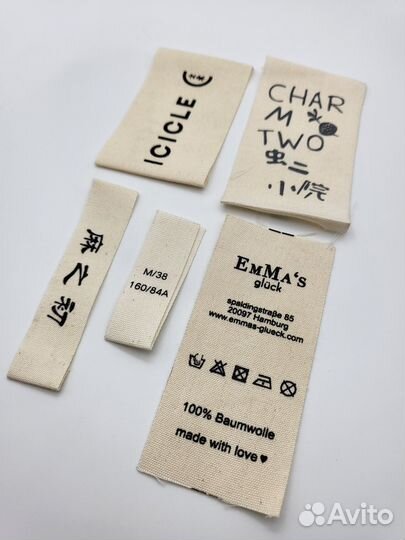 ICICLE
CHAR
M
TWO
虫二
小院
麻之初
M/38
160/84A
EMMA'S
glück
spaldingstraße 85
20097 Hamburg
www.emmas-glueck.com
100% Baumwolle
made with love♥
Avito